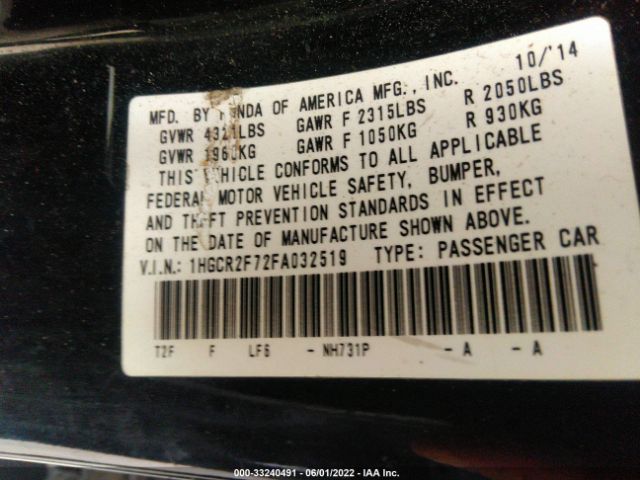 10/'14
MFD. BY HONDA OF AMERICA MFG., INC.
GVWR 4321LBS GAWR F 2315LBS R 2050LBS
GVWR 1960KG GAWR F 1050KG R 930KG
THIS VEHICLE CONFORMS TO ALL APPLICABLE
FEDERAL MOTOR VEHICLE SAFETY, BUMPER,
AND THEFT PREVENTION STANDARDS IN EFFECT
ON THE DATE OF MANUFACTURE SHOWN ABOVE.
V.I.N.: 1HGCR2F72FA032519 TYPE: PASSENGER CAR
T2F F LF6 - NH731P - A - A
000-33240491 - 06/01/2022 - IAA Inc.